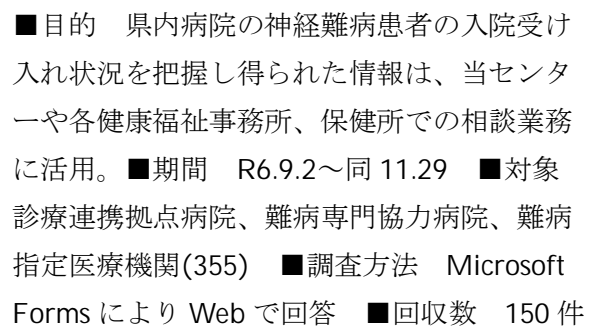 ■目的　県内病院の神経難病患者の入院受け
入れ状況を把握し得られた情報は、当センタ
ーや各健康福祉事務所、保健所での相談業務
に活用。■期間　R6.9.2～同 11.29　■対象
診療連携拠点病院、難病専門協力病院、難病
指定医療機関(355)　■調査方法　Microsoft
Forms により Web で回答　■回収数　150 件